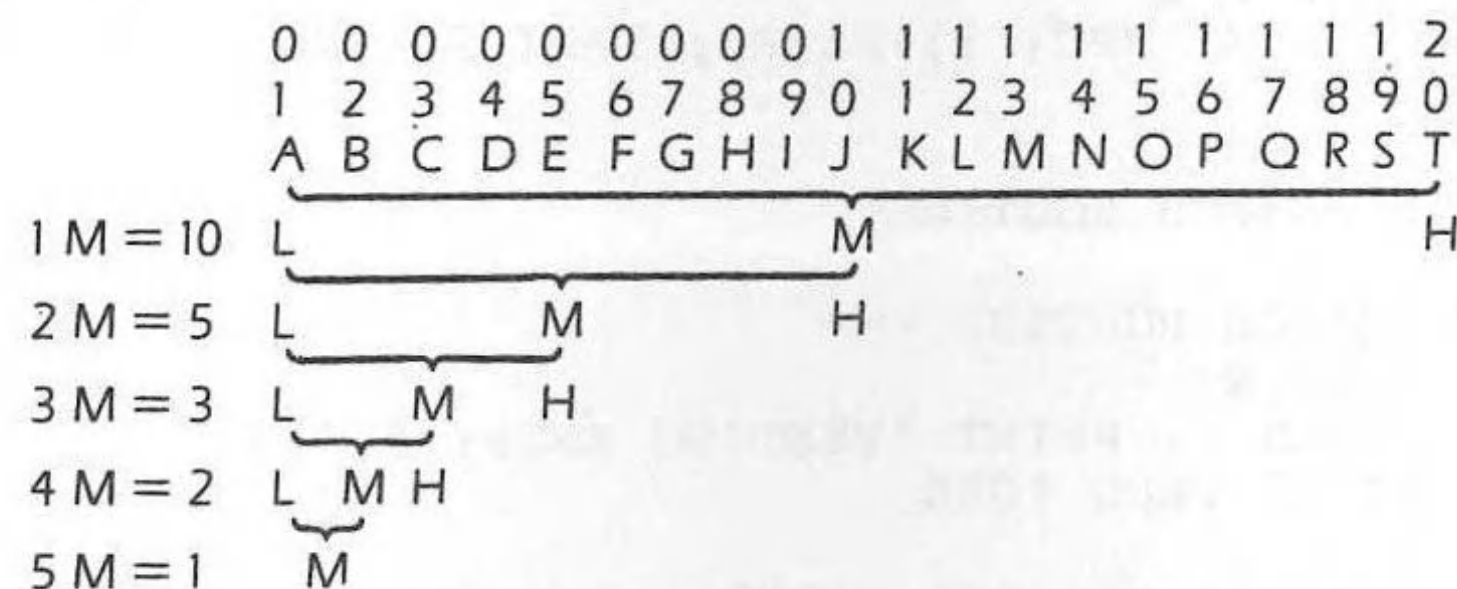 0 0 0 0 0 0 0 0 0 1 1 1 1 1 1 1 1 1 1 2
1 2 3 4 5 6 7 8 9 0 1 2 3 4 5 6 7 8 9 0
A B C D E F G H I J K L M N O P Q R S T
1 M = 10 L M H
2 M = 5 L M H
3 M = 3 L M H
4 M = 2 L M H
5 M = 1 M